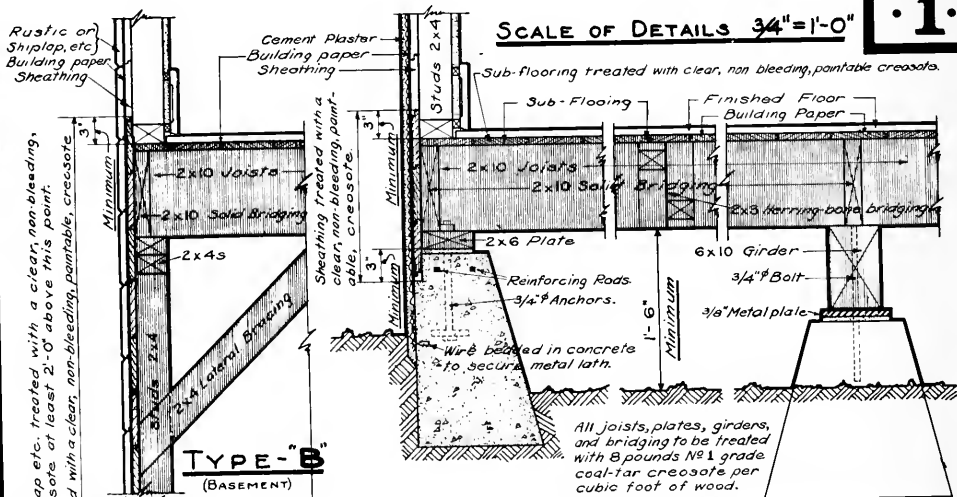 SCALE OF DETAILS 3/4"=1'-0"
·1·
Rustic or
Shiplap, etc
Building paper
Sheathing
Cement Plaster
Building paper
Sheathing
Studs 2x4
Sub-flooring treated with clear, non bleeding, paintable creosote.
Sub-Flooing
Finished Floor
Building Paper
3"
Minimum
ap etc. treated with a clear, non-bleeding,
sote at least 2'-0" above this point.
d with a clear, non-bleeding, paintable, creosote
2x10 Joists
2x10 Solid Bridging
2x4s
Studs 2x4
2x4 Lateral Bracing
TYPE-"B"
(BASEMENT)
Sheathing treated with a
clear, non-bleeding, paint-
able, creosote.
3"
Minimum
3"
Minimum
2x10 Joists
2x10 Solid Bridging
2x3 Herring-bone bridging
2x6 Plate
6x10 Girder
Reinforcing Rods
3/4"ø Anchors.
3/4"ø Bolt
3/8" Metal plate
1'-6"
Minimum
Wire bedded in concrete
to secure metal lath.
All joists, plates, girders,
and bridging to be treated
with 8 pounds Nº 1 grade
coal-tar creosote per
cubic foot of wood.